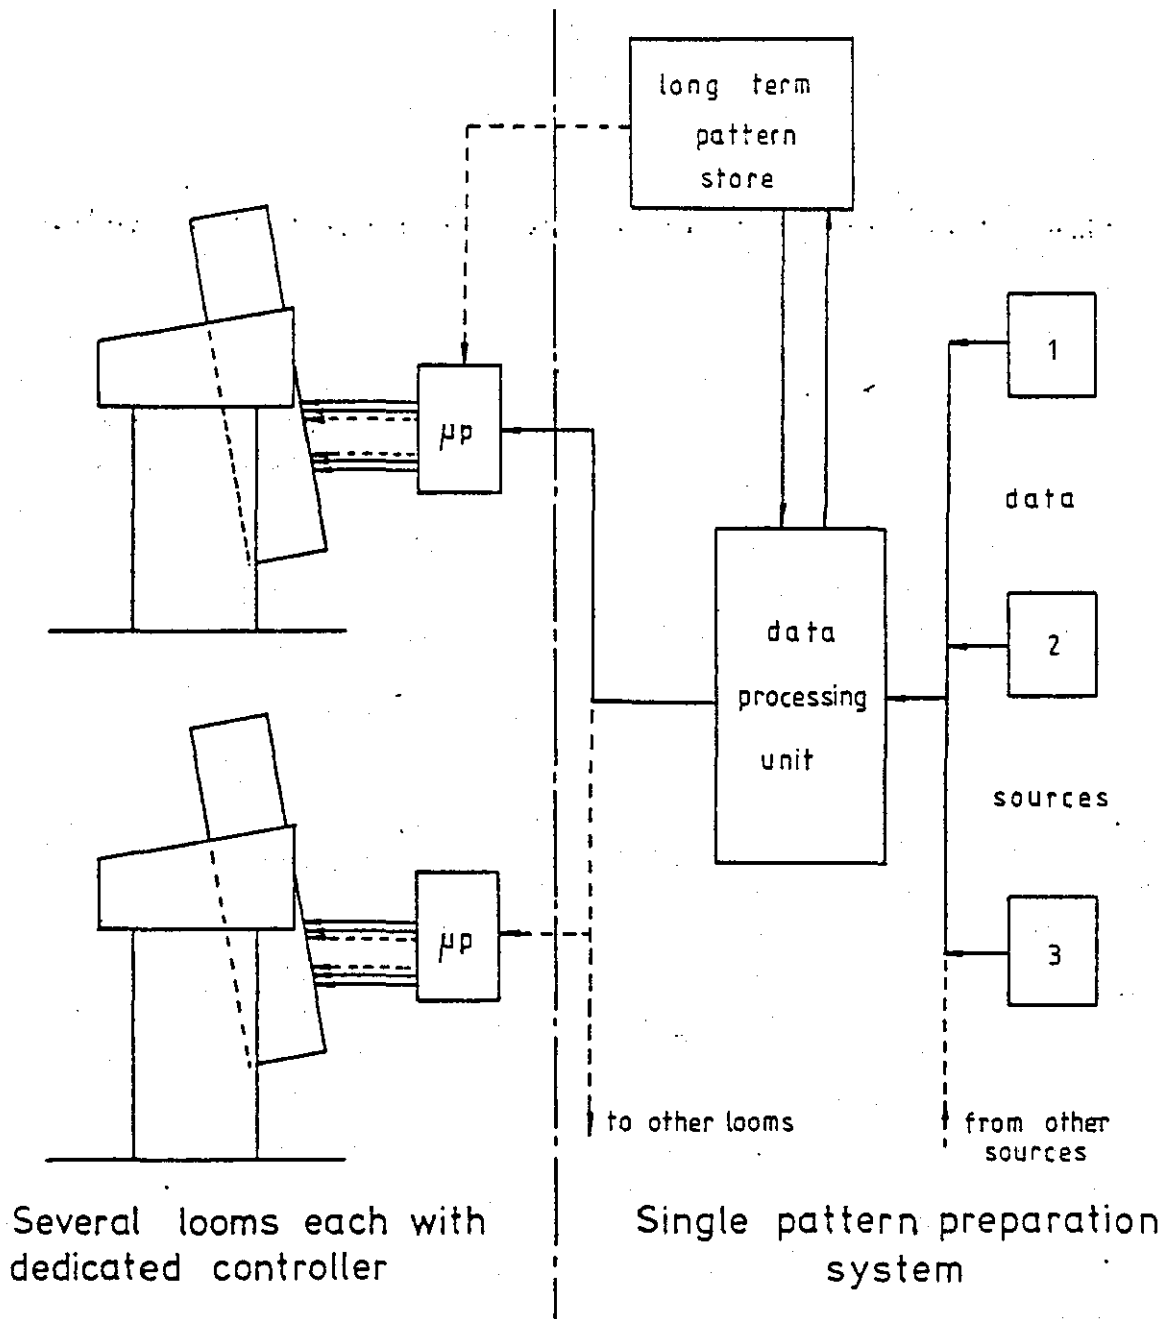 long term
pattern
store
1
data
µp
2
data
processing
unit
sources
µp
3
to other looms
from other
sources
Several looms each with
dedicated controller
Single pattern preparation
system